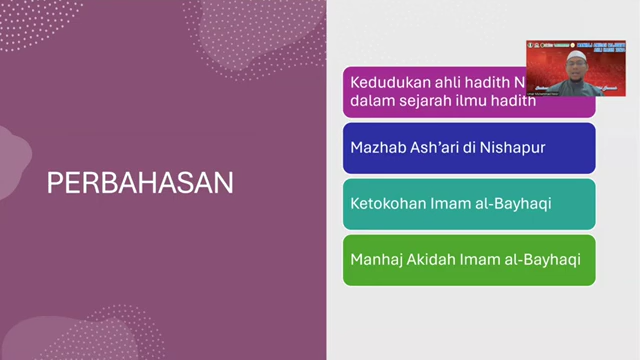 PERBAHASAN
Kedudukan ahli hadith
dalam sejarah ilmu hadith
Mazhab Ash’ari di Nishapur
Ketokohan Imam al-Bayhaqi
Manhaj Akidah Imam al-Bayhaqi